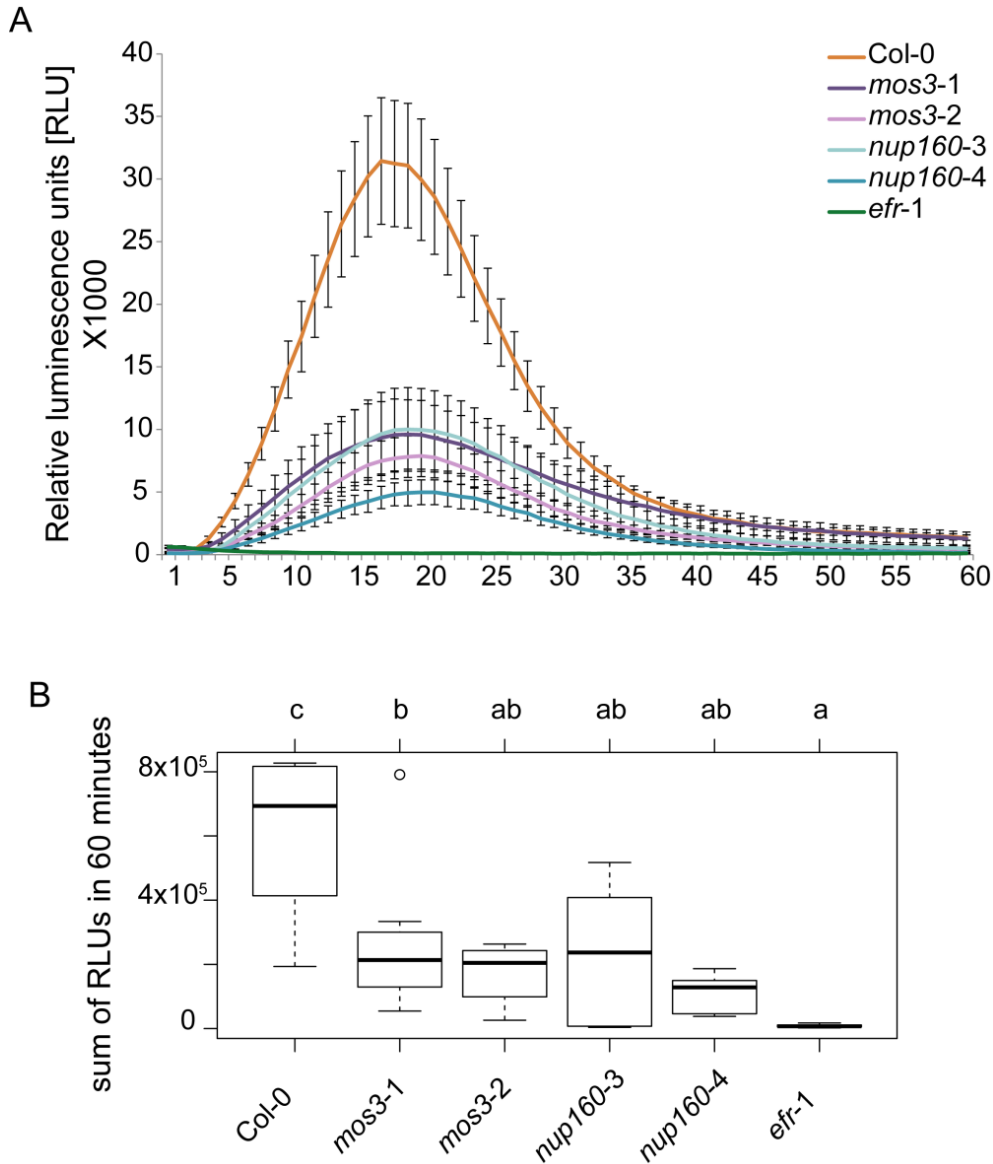 A
Relative luminescence units [RLU]
X1000
40
35
30
25
20
15
10
5
0
1 5 10 15 20 25 30 35 40 45 50 55 60
Col-0
mos3-1
mos3-2
nup160-3
nup160-4
efr-1
B
sum of RLUs in 60 minutes
c b ab ab ab a
8x10⁵
4x10⁵
0
Col-0
mos3-1
mos3-2
nup160-3
nup160-4
efr-1